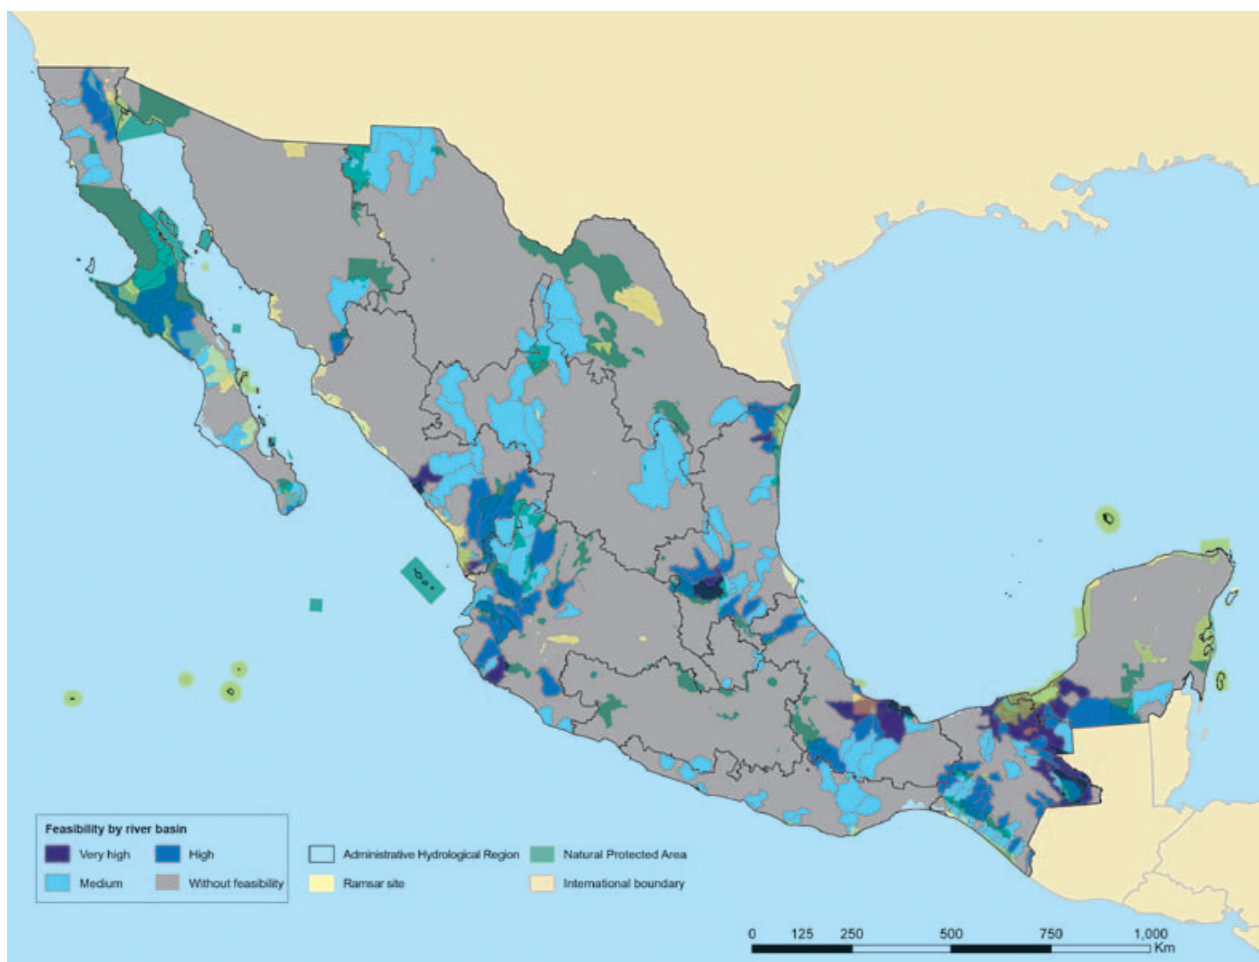 Feasibility by river basin
Very high
High
Medium
Without feasibility
Administrative Hydrological Region
Natural Protected Area
Ramsar site
International boundary
0 125 250 500 750 1,000
Km